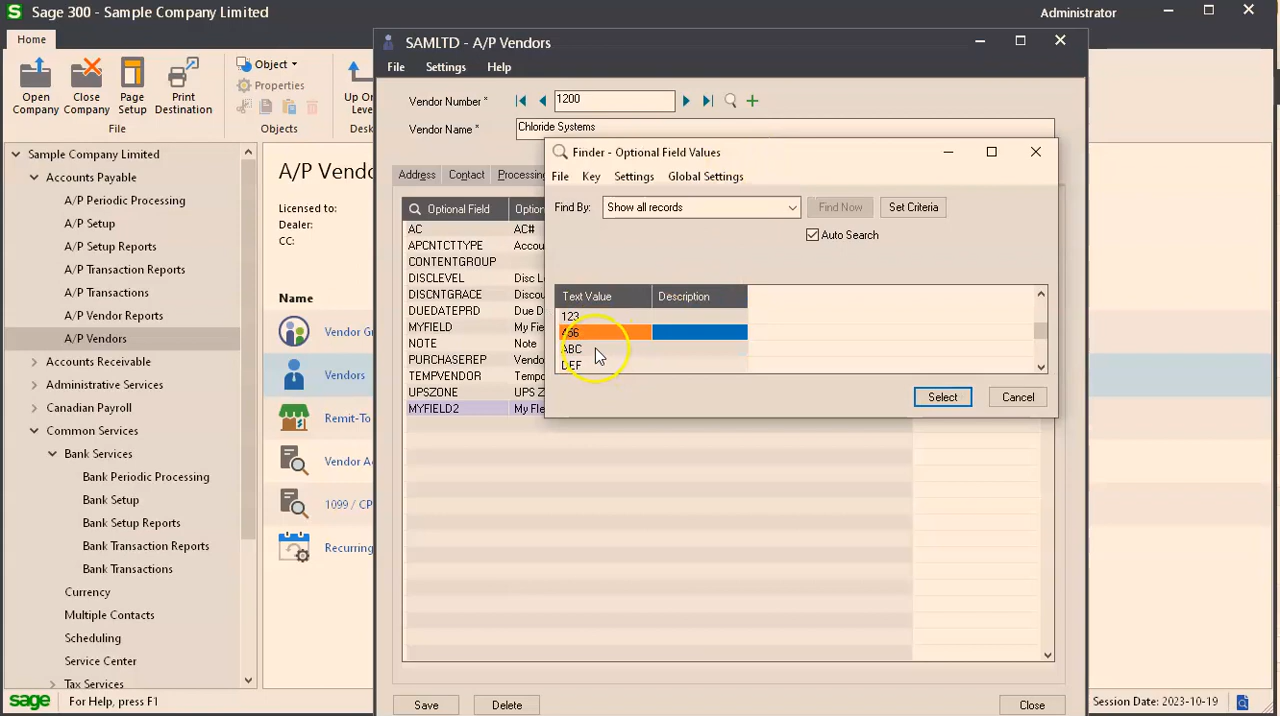 Sage 300 - Sample Company Limited
Administrator
Home
Open Company
Close Company
Page Setup
Print Destination
File
Object
Properties
Objects
Up One Level
Desk
Sample Company Limited
Accounts Payable
A/P Periodic Processing
A/P Setup
A/P Setup Reports
A/P Transaction Reports
A/P Transactions
A/P Vendor Reports
A/P Vendors
Accounts Receivable
Administrative Services
Canadian Payroll
Common Services
Bank Services
Bank Periodic Processing
Bank Setup
Bank Setup Reports
Bank Transaction Reports
Bank Transactions
Currency
Multiple Contacts
Scheduling
Service Center
Tax Services
A/P Vendo
Licensed to:
Dealer:
CC:
Name
Vendor Gr
Vendors
Remit-To
Vendor Ac
1099 / CP
Recurring
SAMLTD - A/P Vendors
File Settings Help
Vendor Number * 1200
Vendor Name * Chloride Systems
Address Contact Processing
Optional Field Option
AC AC#
APCNTCTTYPE Accou
CONTENTGROUP
DISCLEVEL Disc L
DISCNTGRACE Discou
DUEDATEPRD Due D
MYFIELD My Fie
NOTE Note
PURCHASEREP Vendo
TEMPVENDOR Temp
UPSZONE UPS Z
MYFIELD2 My Fie
Save Delete Close
Finder - Optional Field Values
File Key Settings Global Settings
Find By: Show all records Find Now Set Criteria
Auto Search
Text Value Description
123
456
ABC
DEF
Select Cancel
sage For Help, press F1
Session Date: 2023-10-19